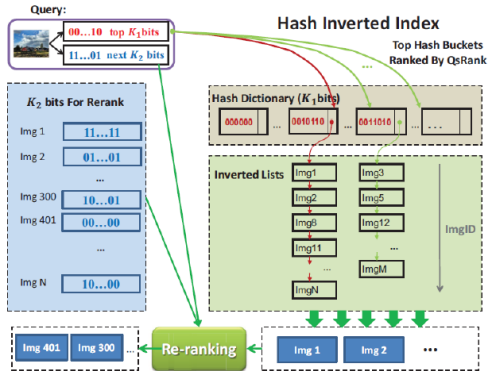 Query:
Hash Inverted Index
00...10 top K1 bits
11...01 next K2 bits
Top Hash Buckets
Ranked By QsRank
...
K2 bits For Rerank
Img 1 11...11
Img 2 01...01
...
Img 300 10...01
Img 401 00...00
...
Img N 10...00
Hash Dictionary (K1bits)
000000 ... 0010110 ... 0011010 ... ...
Inverted Lists
Img1 Img3
Img2 Img5
Img8 Img12
Img11 ...
... ImgM
ImgN
ImgID
Img 401 Img 300 ...
Re-ranking
Img 1 Img 2 •••